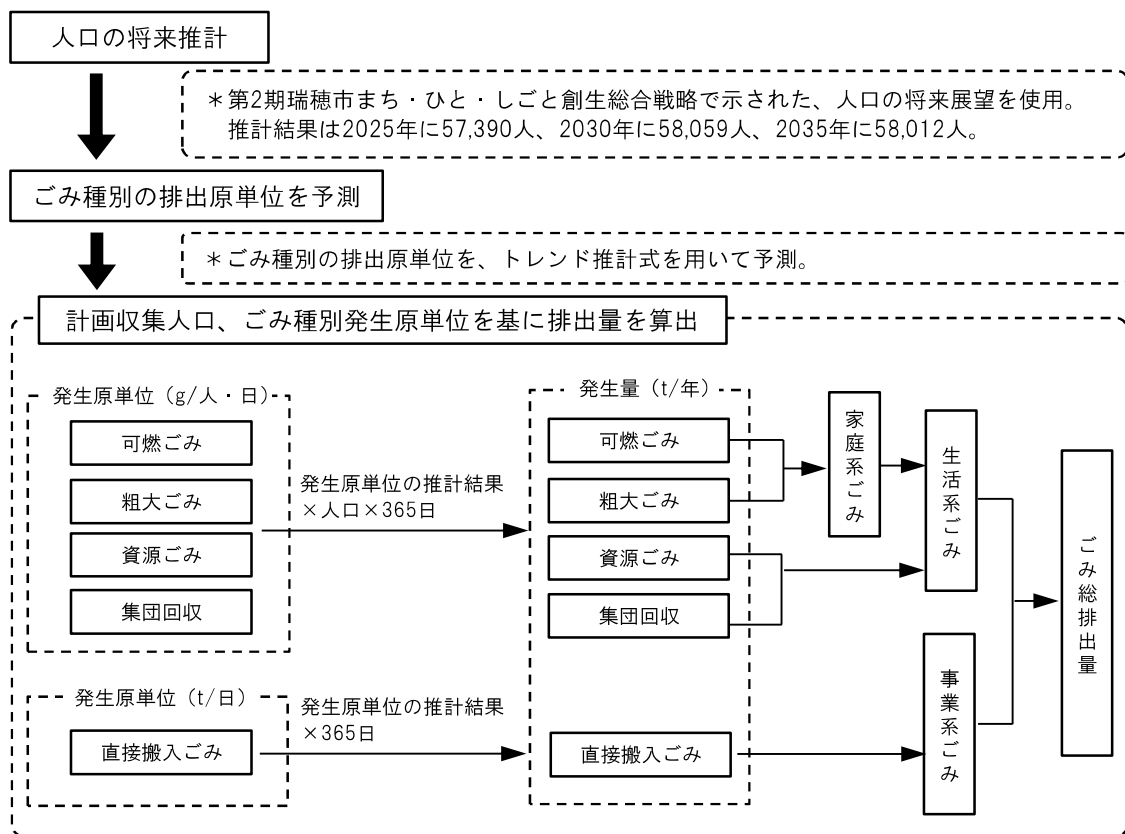 人口の将来推計
＊第2期瑞穂市まち・ひと・しごと創生総合戦略で示された、人口の将来展望を使用。
推計結果は2025年に57,390人、2030年に58,059人、2035年に58,012人。
ごみ種別の排出原単位を予測
＊ごみ種別の排出原単位を、トレンド推計式を用いて予測。
計画収集人口、ごみ種別発生原単位を基に排出量を算出
発生原単位（g/人・日）
可燃ごみ
粗大ごみ
資源ごみ
集団回収
発生原単位の推計結果
×人口×365日
発生量（t/年）
可燃ごみ
粗大ごみ
資源ごみ
集団回収
家庭系ごみ
生活系ごみ
ごみ総排出量
発生原単位（t/日）
直接搬入ごみ
発生原単位の推計結果
×365日
直接搬入ごみ
事業系ごみ